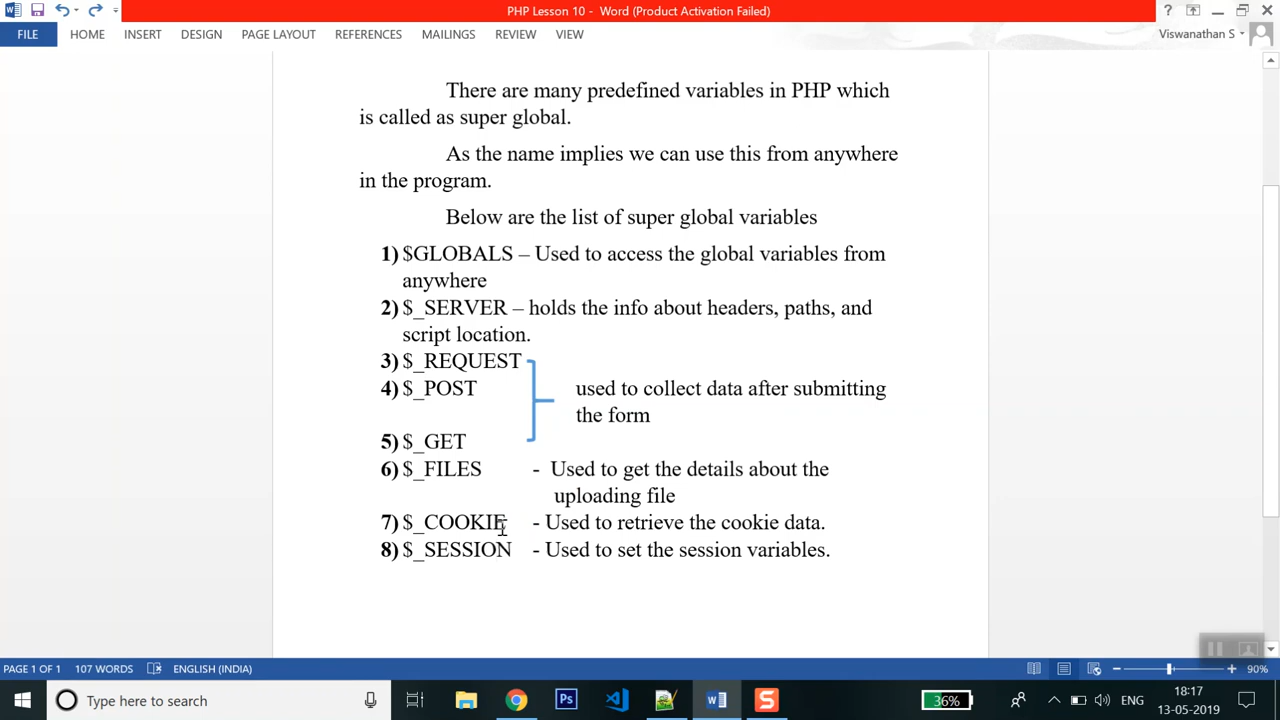 PHP Lesson 10 - Word (Product Activation Failed)
?
FILE HOME INSERT DESIGN PAGE LAYOUT REFERENCES MAILINGS REVIEW VIEW Viswanathan S
There are many predefined variables in PHP which
is called as super global.
As the name implies we can use this from anywhere
in the program.
Below are the list of super global variables
1) $GLOBALS – Used to access the global variables from
anywhere
2) $_SERVER – holds the info about headers, paths, and
script location.
3) $_REQUEST
4) $_POST used to collect data after submitting
the form
5) $_GET
6) $_FILES - Used to get the details about the
uploading file
7) $_COOKIE - Used to retrieve the cookie data.
8) $_SESSION - Used to set the session variables.
PAGE 1 OF 1 107 WORDS ENGLISH (INDIA) 90%
Type here to search Ps W S 36% ENG 18:17
13-05-2019